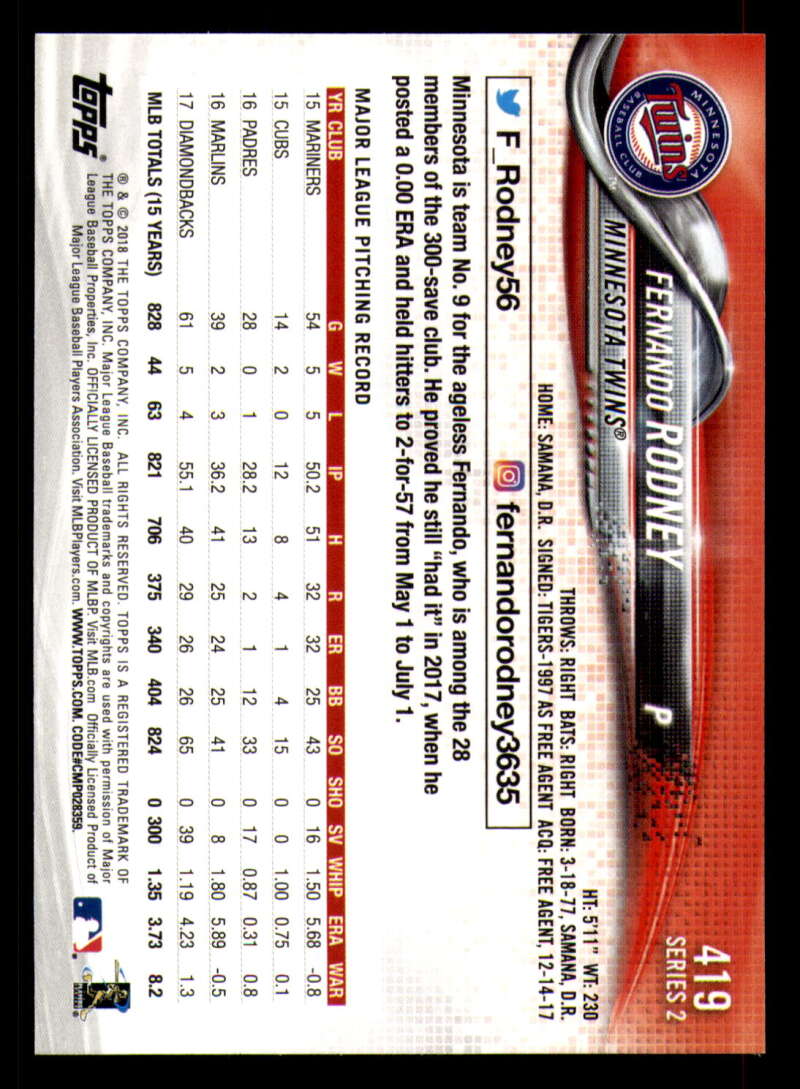 419
SERIES 2
MINNESOTA
Twins
BASEBALL CLUB
FERNANDO RODNEY P
MINNESOTA TWINS®
HT: 5'11" WT: 230
THROWS: RIGHT BATS: RIGHT BORN: 3-18-77, SAMANA, D.R.
HOME: SAMANA, D.R. SIGNED: TIGERS-1997 AS FREE AGENT ACQ: FREE AGENT, 12-14-17
F_Rodney56 fernandorodney3635
Minnesota is team No. 9 for the ageless Fernando, who is among the 28
members of the 300-save club. He proved he still "had it" in 2017, when he
posted a 0.00 ERA and held hitters to 2-for-57 from May 1 to July 1.
MAJOR LEAGUE PITCHING RECORD
YR CLUB G W L IP H R ER BB SO SHO SV WHIP ERA WAR
15 MARINERS 54 5 5 50.2 51 32 32 25 43 0 16 1.50 5.68 -0.8
15 CUBS 14 2 0 12 8 4 1 4 15 0 0 1.00 0.75 0.1
16 PADRES 28 0 1 28.2 13 2 1 12 33 0 17 0.87 0.31 0.8
16 MARLINS 39 2 3 36.2 41 25 24 25 41 0 8 1.80 5.89 -0.5
17 DIAMONDBACKS 61 5 4 55.1 40 29 26 26 65 0 39 1.19 4.23 1.3
MLB TOTALS (15 YEARS) 828 44 63 821 706 375 340 404 824 0 300 1.35 3.73 8.2
topps®
® & © 2018 THE TOPPS COMPANY, INC. ALL RIGHTS RESERVED. TOPPS IS A REGISTERED TRADEMARK OF
THE TOPPS COMPANY, INC. Major League Baseball trademarks and copyrights are used with permission of Major
League Baseball Properties, Inc. OFFICIALLY LICENSED PRODUCT OF MLBP. Visit MLB.com Officially Licensed Product of
Major League Baseball Players Association. Visit MLBPlayers.com. WWW.TOPPS.COM. CODE#CMP028359.